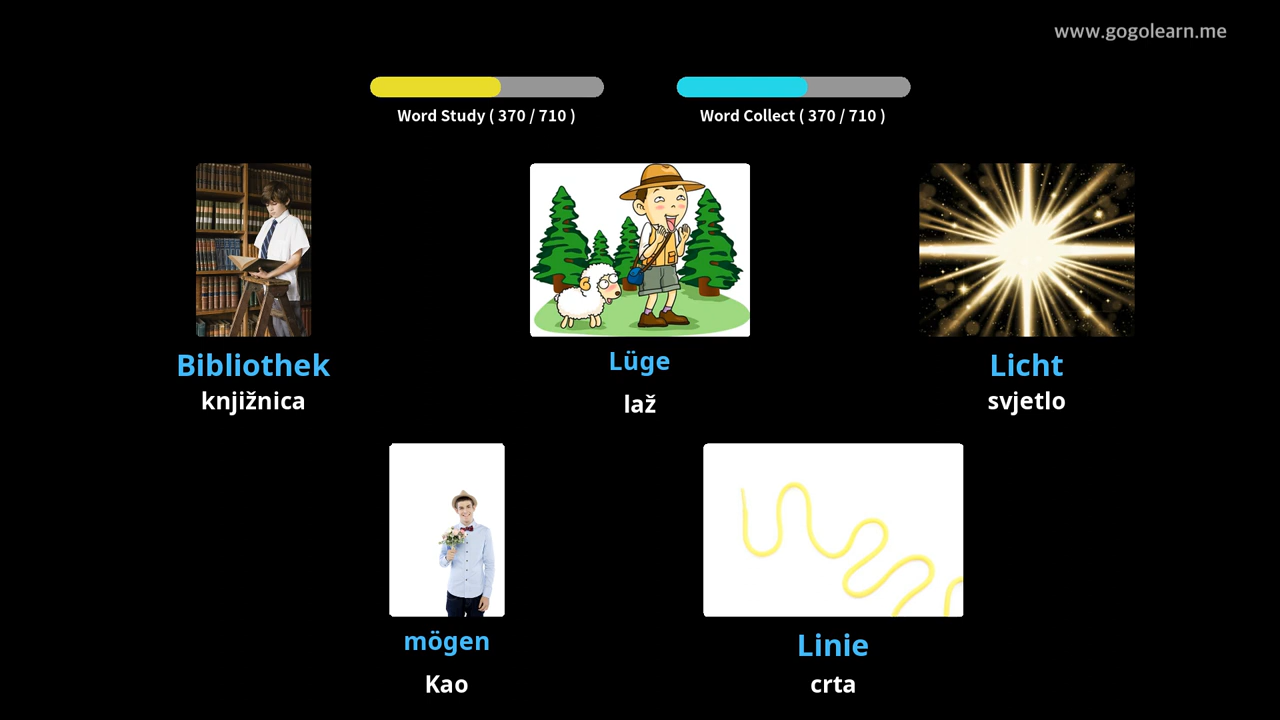 www.gogolearn.me
Word Study ( 370 / 710 )
Word Collect ( 370 / 710 )
Bibliothek
knjižnica
Lüge
laž
Licht
svjetlo
mögen
Kao
Linie
crta